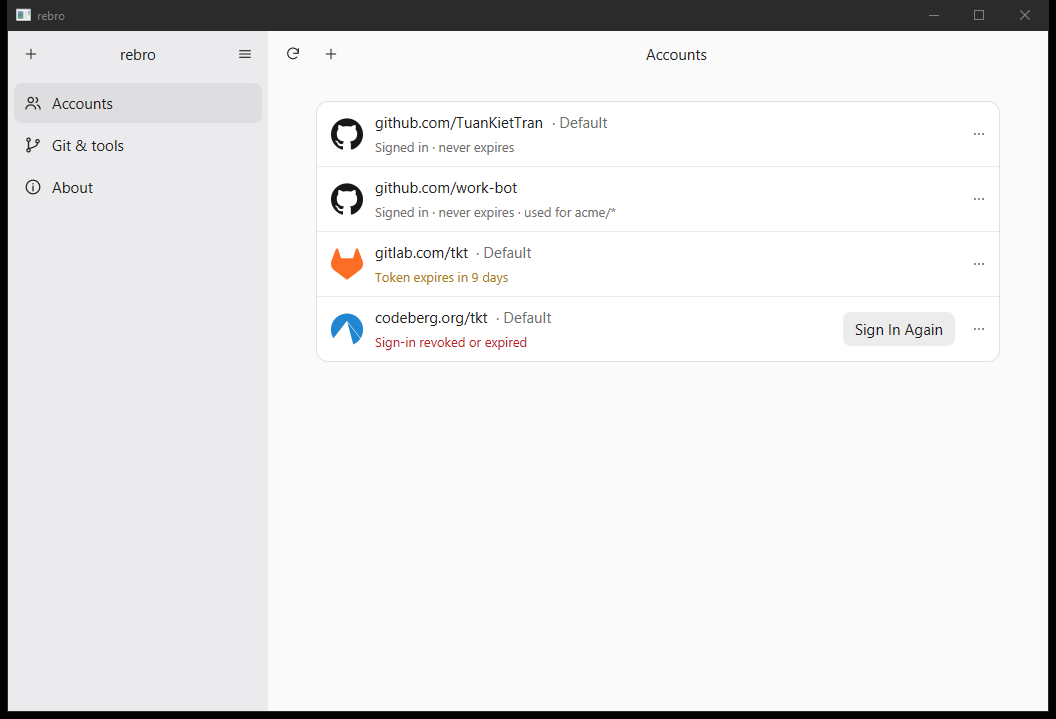 rebro
rebro
Accounts
Accounts
Git & tools
About
github.com/TuanKietTran · Default
Signed in · never expires
github.com/work-bot
Signed in · never expires · used for acme/*
gitlab.com/tkt · Default
Token expires in 9 days
codeberg.org/tkt · Default
Sign-in revoked or expired
Sign In Again